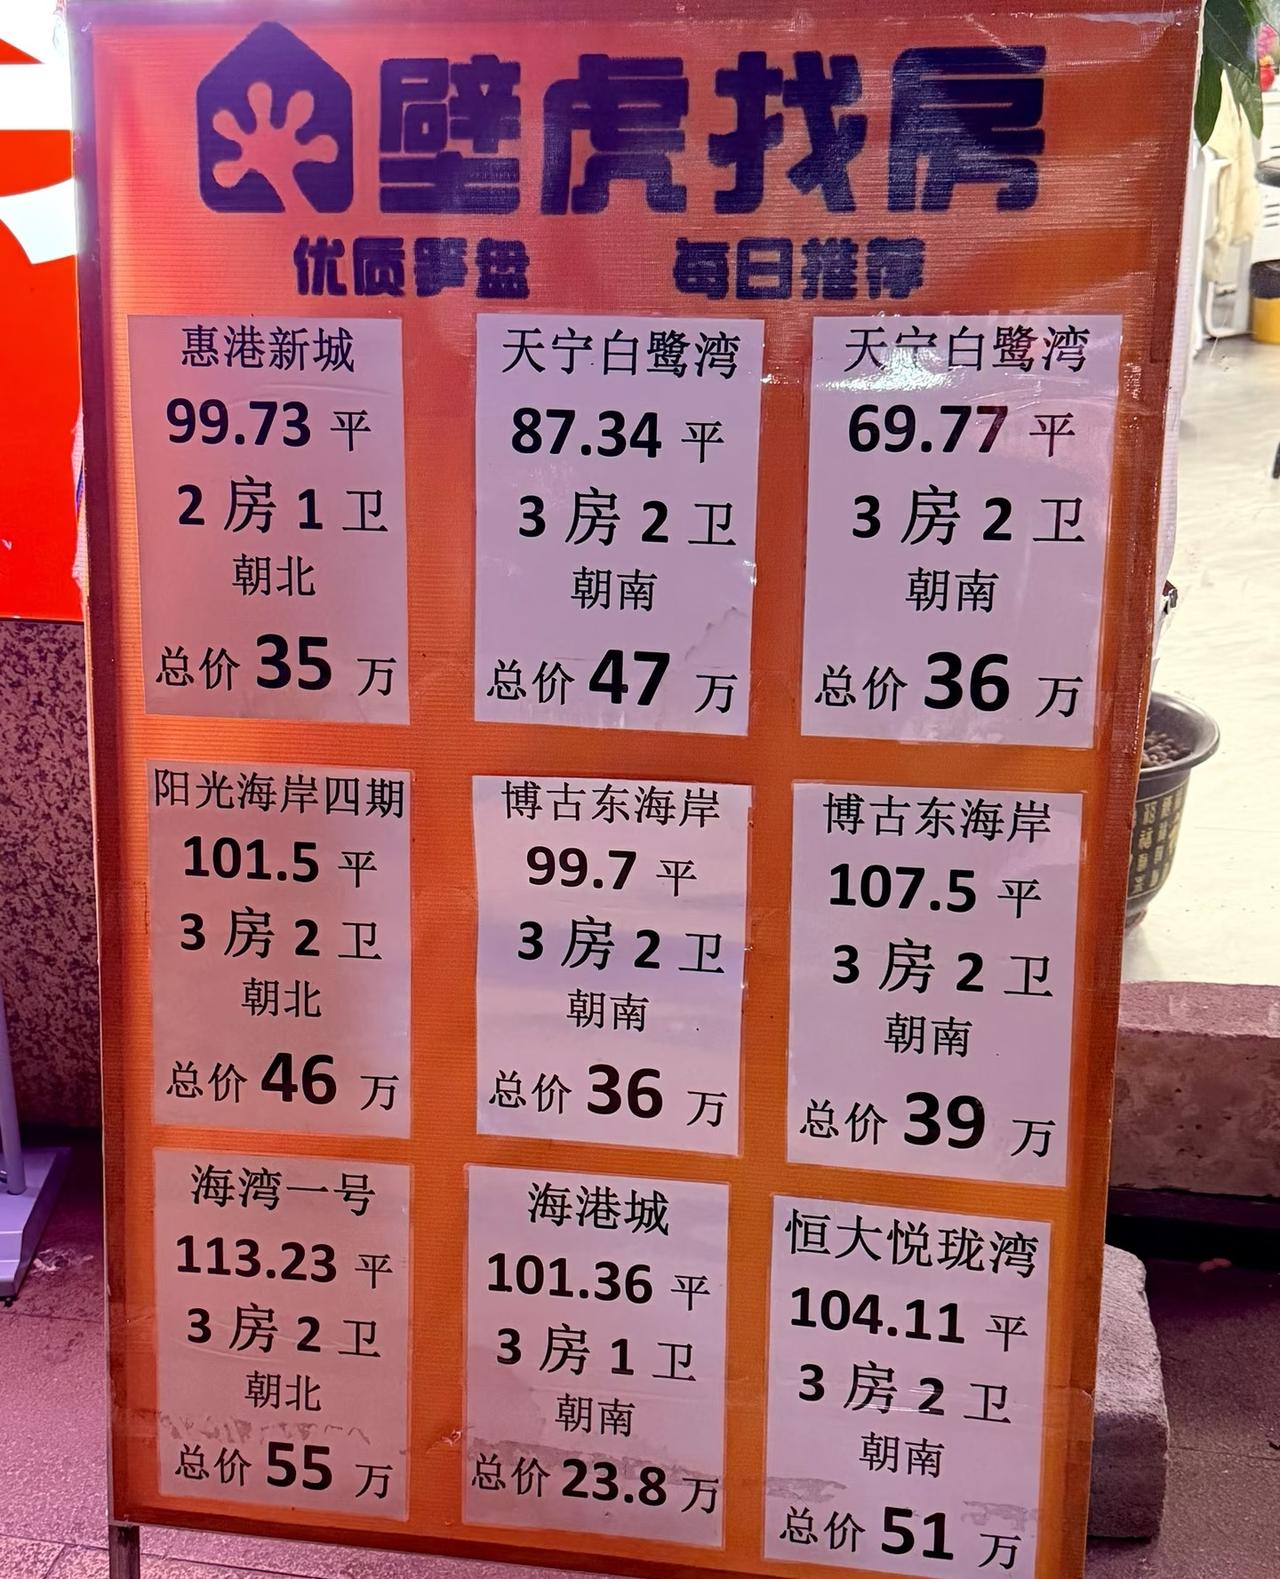 壁虎找房
优质笋盘 每日推荐
惠港新城
99.73 平
2 房 1 卫
朝北
总价 35 万
天宁白鹭湾
87.34 平
3 房 2 卫
朝南
总价 47 万
天宁白鹭湾
69.77 平
3 房 2 卫
朝南
总价 36 万
阳光海岸四期
101.5 平
3 房 2 卫
朝北
总价 46 万
博古东海岸
99.7 平
3 房 2 卫
朝南
总价 36 万
博古东海岸
107.5 平
3 房 2 卫
朝南
总价 39 万
海湾一号
113.23 平
3 房 2 卫
朝北
总价 55 万
海港城
101.36 平
3 房 1 卫
朝南
总价 23.8 万
恒大悦珑湾
104.11 平
3 房 2 卫
朝南
总价 51 万